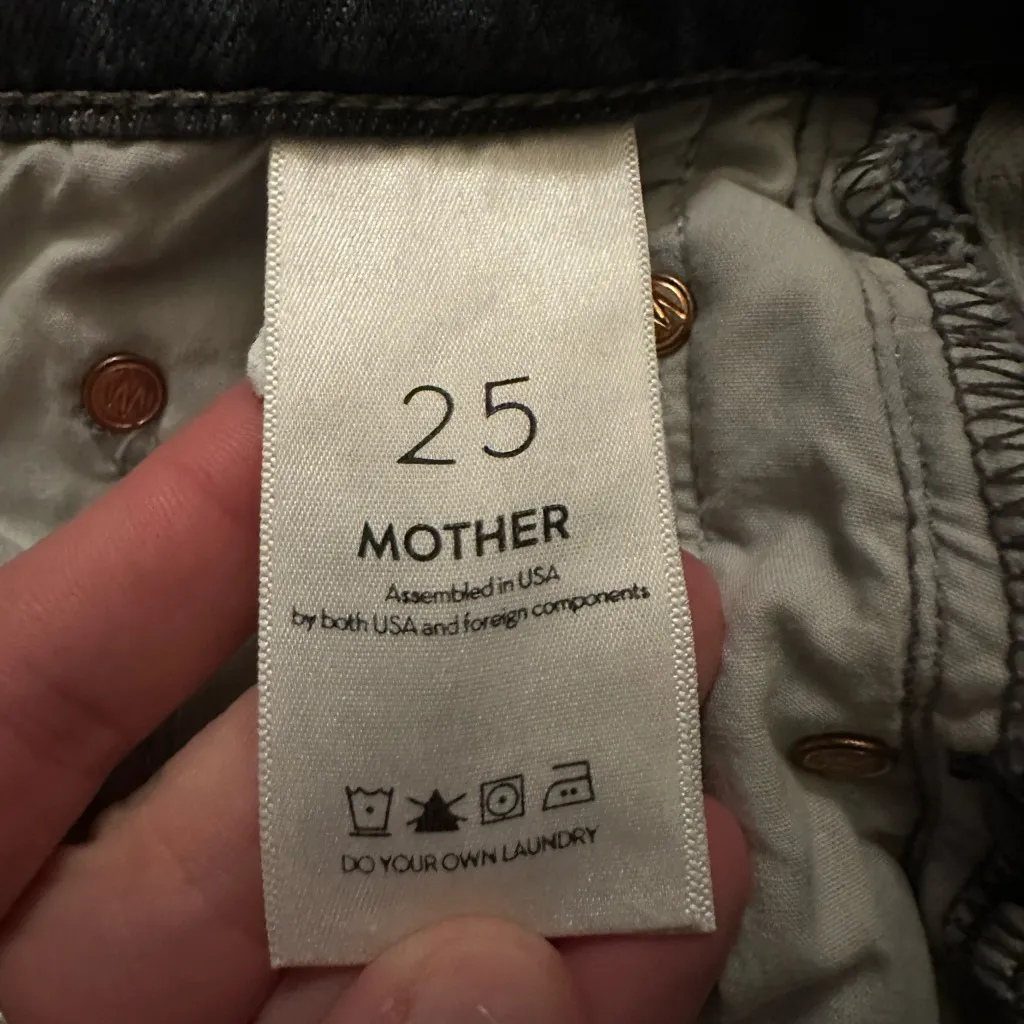 25
MOTHER
Assembled in USA
by both USA and foreign components
DO YOUR OWN LAUNDRY